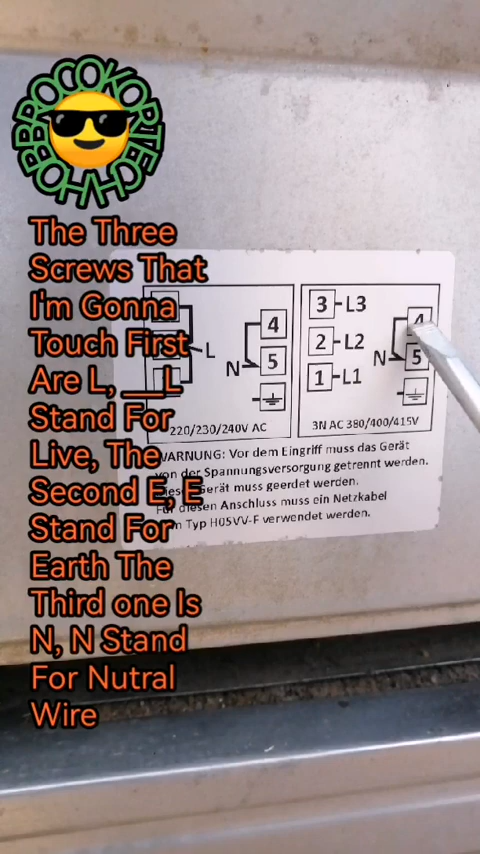 BROCOKORTECHHOBB
The Three
Screws That
I'm Gonna
Touch First
Are L, __L
Stand For
Live, The
Second E, E
Stand For
Earth The
Third one Is
N, N Stand
For Nutral
Wire
L
4
N 5
220/230/240V AC
3 L3
2 L2
1 L1
4
N 5
3N AC 380/400/415V
WARNUNG: Vor dem Eingriff muss das Gerät
von der Spannungsversorgung getrennt werden.
Gerät muss geerdet werden.
Für diesen Anschluss muss ein Netzkabel
Typ H05VV-F verwendet werden.